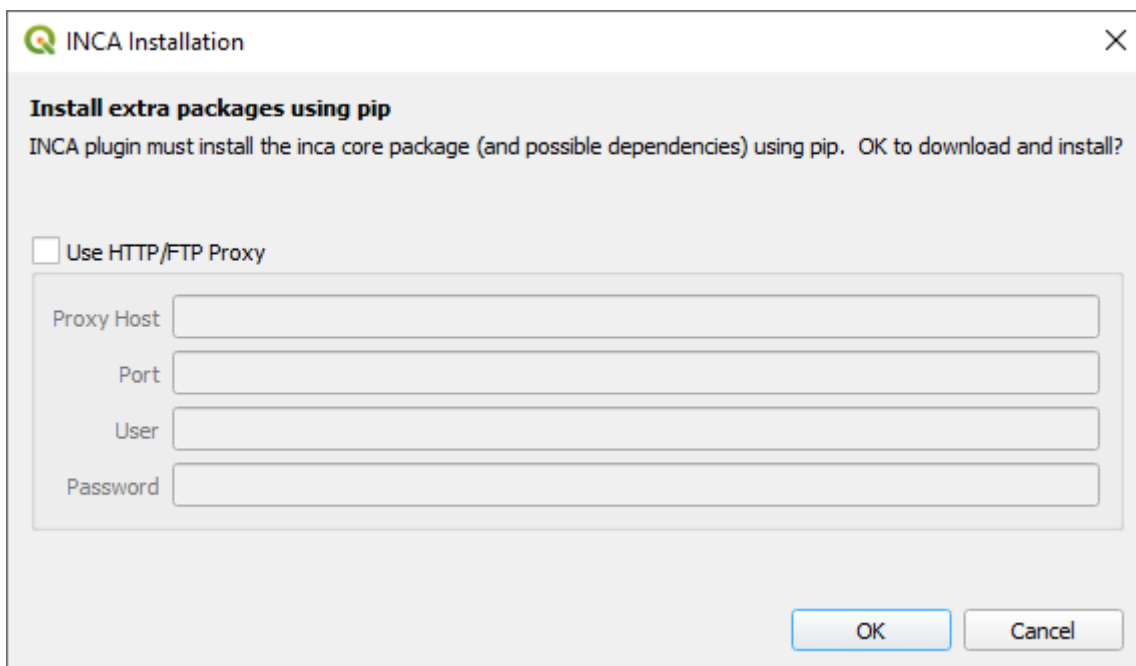 INCA Installation
Install extra packages using pip
INCA plugin must install the inca core package (and possible dependencies) using pip.  OK to download and install?
Use HTTP/FTP Proxy
Proxy Host
Port
User
Password
OK Cancel